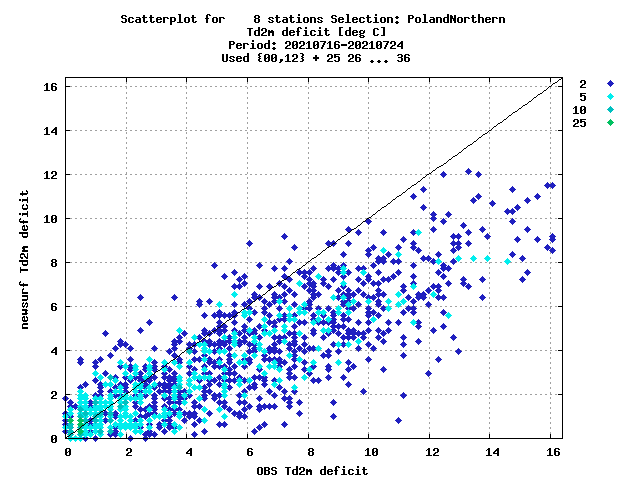 Scatterplot for 8 stations Selection: PolandNorthern
Td2m deficit [deg C]
Period: 20210716-20210724
Used {00,12} + 25 26 ... 36
2
5
10
25
16
14
12
10
8
6
4
2
0
newsurf Td2m deficit
0 2 4 6 8 10 12 14 16
OBS Td2m deficit